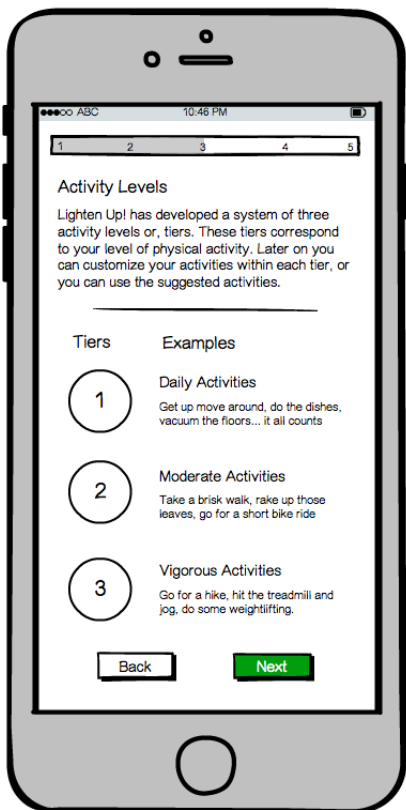 ABC 10:46 PM
1 2 3 4 5
Activity Levels
Lighten Up! has developed a system of three
activity levels or, tiers. These tiers correspond
to your level of physical activity. Later on you
can customize your activities within each tier, or
you can use the suggested activities.
Tiers Examples
1
Daily Activities
Get up move around, do the dishes,
vacuum the floors... it all counts
2
Moderate Activities
Take a brisk walk, rake up those
leaves, go for a short bike ride
3
Vigorous Activities
Go for a hike, hit the treadmill and
jog, do some weightlifting.
Back Next